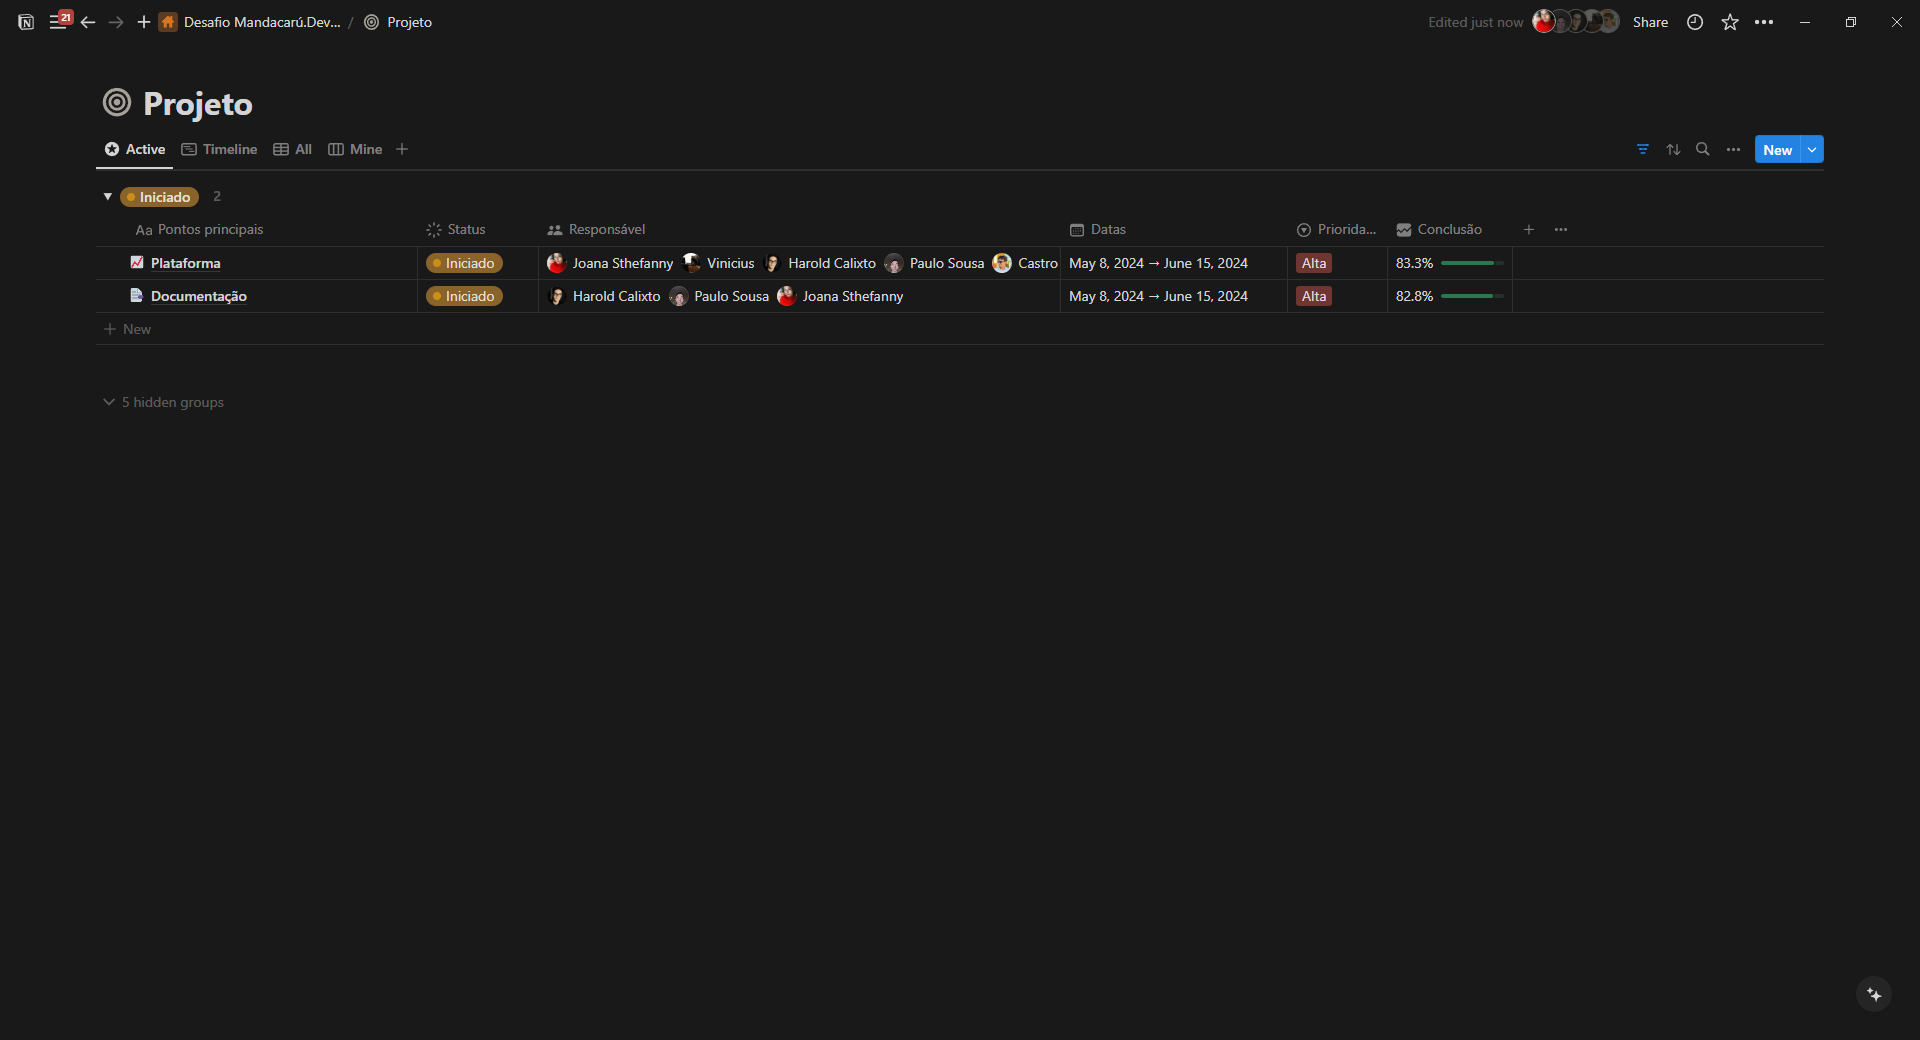 21
Desafio Mandacarú.Dev... / Projeto
Edited just now Share
Projeto
Active Timeline All Mine
New
Iniciado 2
Aa Pontos principais Status Responsável Datas Priorida... Conclusão
Plataforma Iniciado Joana Sthefanny Vinicius Harold Calixto Paulo Sousa Castro May 8, 2024 → June 15, 2024 Alta 83.3%
Documentação Iniciado Harold Calixto Paulo Sousa Joana Sthefanny May 8, 2024 → June 15, 2024 Alta 82.8%
+ New
5 hidden groups